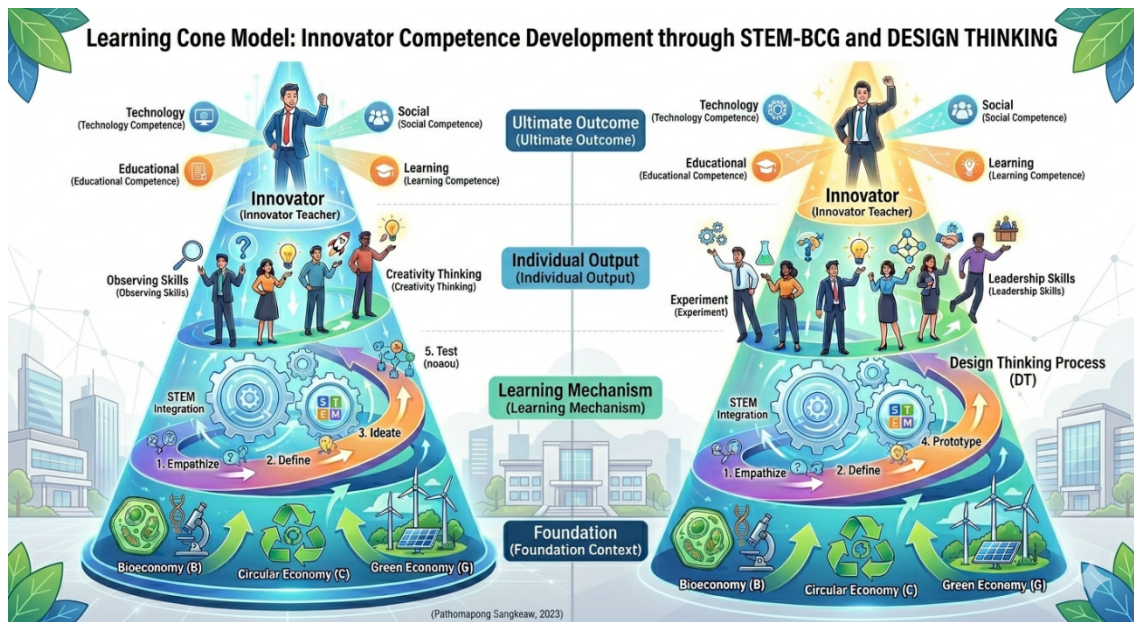 Learning Cone Model: Innovator Competence Development through STEM-BCG and DESIGN THINKING
Technology
(Technology Competence)
Social
(Social Competence)
Educational
(Educational Competence)
Learning
(Learning Competence)
Innovator
(Innovator Teacher)
Observing Skills
(Observing Skills)
Creativity Thinking
(Creativity Thinking)
5. Test
(noaou)
STEM
Integration
S T
E M
3. Ideate
1. Empathize
2. Define
Bioeconomy (B)
Circular Economy (C)
Green Economy (G)
(Pathomapong Sangkeaw, 2023)
Ultimate Outcome
(Ultimate Outcome)
Individual Output
(Individual Output)
Learning Mechanism
(Learning Mechanism)
Foundation
(Foundation Context)
Technology
(Technology Competence)
Social
(Social Competence)
Educational
(Educational Competence)
Learning
(Learning Competence)
Innovator
(Innovator Teacher)
Experiment
(Experiment)
Leadership Skills
(Leadership Skills)
Design Thinking Process
(DT)
STEM
Integration
S T
E M
4. Prototype
1. Empathize
2. Define
Bioeconomy (B)
Circular Economy (C)
Green Economy (G)